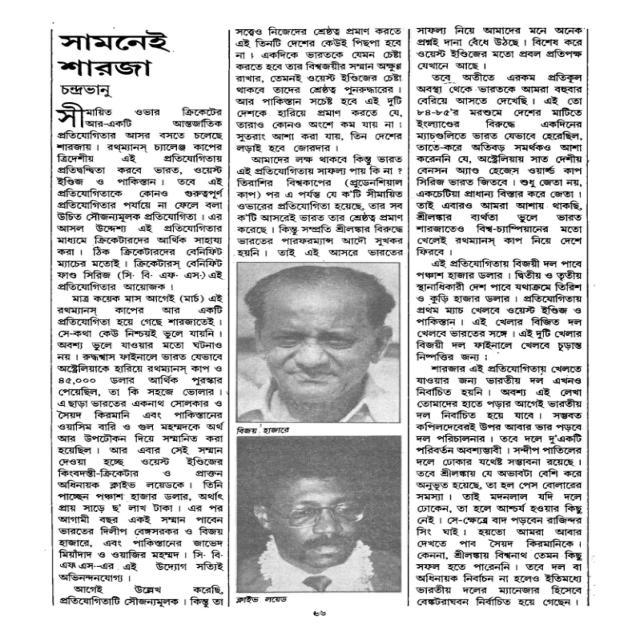 সামনেই
শারজা
চন্দ্রভানু
সীমায়িত ওভার ক্রিকেটের
আর-একটি আন্তর্জাতিক
প্রতিযোগিতার আসর বসতে চলেছে
শারজায়। রথম্যানস্ চ্যালেঞ্জ কাপের
ত্রিদেশীয় এই প্রতিযোগিতায়
প্রতিদ্বন্দ্বিতা করবে ভারত, ওয়েস্ট
ইণ্ডিজ ও পাকিস্তান। তবে এই
প্রতিযোগিতাকে কোনও গুরুত্বপূর্ণ
প্রতিযোগিতার পর্যায়ে না ফেলে বলা
উচিত সৌজন্যমূলক প্রতিযোগিতা। এর
আসল উদ্দেশ্য এই প্রতিযোগিতার
মাধ্যমে ক্রিকেটারদের আর্থিক সাহায্য
করা। ঠিক ক্রিকেটারদের বেনিফিট
ম্যাচের মতোই। ক্রিকেটারস্ বেনিফিট
ফাণ্ড সিরিজ (সি· বি· এফ· এস·)-এই
প্রতিযোগিতার আয়োজক।
মাত্র কয়েক মাস আগেই (মার্চ) এই
রথম্যানস্ কাপের আর একটি
প্রতিযোগিতা হয়ে গেছে শারজাতেই।
সে-কথা কেউ নিশ্চয়ই ভুলে যায়নি।
অবশ্য ভুলে যাওয়ার মতো ঘটনাও
নয়। রুদ্ধশ্বাস ফাইনালে ভারত যেভাবে
অস্ট্রেলিয়াকে হারিয়ে রথম্যানস্ কাপ ও
৪৫,০০০ ডলার আর্থিক পুরস্কার
পেয়েছিল, তা কি সহজে ভোলার।
এ ছাড়া ভারতের একনাথ সোলকার ও
সৈয়দ কিরমানি এবং পাকিস্তানের
ওয়াসিম বারি ও গুল মহম্মদকে অর্থ
আর উপঢৌকন দিয়ে সম্মানিত করা
হয়েছিল। আর এবার সেই সম্মান
দেওয়া হচ্ছে ওয়েস্ট ইণ্ডিজের
কিংবদন্তী-ক্রিকেটার ও প্রাক্তন
অধিনায়ক ক্লাইভ লয়েডকে। তিনি
পাচ্ছেন পঞ্চাশ হাজার ডলার, অর্থাৎ
প্রায় সাড়ে ছ' লাখ টাকা। এর পর
আগামী বছর একই সম্মান পাবেন
ভারতের দিলীপ বেঙ্গসরকর ও বিজয়
হাজারে, এবং পাকিস্তানের জাভেদ
মিয়াঁদাদ ও ওয়াজির মহম্মদ। সি· বি·
এফ· এস·-এর এই উদ্যোগ সত্যিই
অভিনন্দনযোগ্য।
আগেই উল্লেখ করেছি,
প্রতিযোগিতাটি সৌজন্যমূলক। কিন্তু তা
সত্ত্বেও নিজেদের শ্রেষ্ঠত্ব প্রমাণ করতে
এই তিনটি দেশের কেউই পিছপা হবে
না। একদিকে ভারতকে যেমন চেষ্টা
করতে হবে তার বিশ্বজয়ীর সম্মান অক্ষুণ্ণ
রাখার, তেমনই ওয়েস্ট ইণ্ডিজের চেষ্টা
থাকবে তাদের শ্রেষ্ঠত্ব পুনরুদ্ধারের।
আর পাকিস্তান সচেষ্ট হবে এই দুটি
দেশকে হারিয়ে প্রমাণ করতে যে,
তারাও কোনও অংশে কম যায় না।
সুতরাং আশা করা যায়, তিন দেশের
লড়াই হবে জোরদার।
আমাদের লক্ষ থাকবে কিন্তু ভারত
এই প্রতিযোগিতায় সাফল্য পায় কি না?
তিরাশির বিশ্বকাপের (প্রুডেনশিয়াল
কাপ) পর এ পর্যন্ত যে ক'টি সীমায়িত
ওভারের প্রতিযোগিতা হয়েছে, তার সব
ক'টি আসরেই ভারত তার শ্রেষ্ঠত্ব প্রমাণ
করেছে। কিন্তু সম্প্রতি শ্রীলঙ্কার বিরুদ্ধে
ভারতের পারফরম্যান্স আদৌ সুখকর
হয়নি। তাই এই আসরে ভারতের
বিজয় হাজারে
ক্লাইভ লয়েড
সাফল্য নিয়ে আমাদের মনে অনেক
প্রশ্নই দানা বেঁধে উঠছে। বিশেষ করে
ওয়েস্ট ইণ্ডিজের মতো প্রবল প্রতিপক্ষ
যেখানে আছে।
তবে অতীতে এরকম প্রতিকূল
অবস্থা থেকে ভারতকে আমরা বহুবার
বেরিয়ে আসতে দেখেছি। এই তো
৮৪-৮৫'র মরশুমে দেশের মাটিতে
ইংল্যাণ্ডের বিরুদ্ধে একদিনের
ম্যাচগুলিতে ভারত যেভাবে হেরেছিল,
তাতে-করে অতিবড় সমর্থকও আশা
করেননি যে, অস্ট্রেলিয়ায় সাত দেশীয়
বেনসন অ্যাণ্ড হেজেস ওয়ার্ল্ড কাপ
সিরিজ ভারত জিতবে। শুধু জেতা নয়,
একচেটিয়া প্রাধান্য বিস্তার করে জেতা।
তাই এবারও আমরা আশায় থাকছি,
শ্রীলঙ্কার ব্যর্থতা ভুলে ভারত
শারজাতেও বিশ্ব-চ্যাম্পিয়ানের মতো
খেলেই রথম্যানস্ কাপ নিয়ে দেশে
ফিরবে।
এই প্রতিযোগিতায় বিজয়ী দল পাবে
পঞ্চাশ হাজার ডলার। দ্বিতীয় ও তৃতীয়
স্থানাধিকারী দেশ পাবে যথাক্রমে তিরিশ
ও কুড়ি হাজার ডলার। প্রতিযোগিতায়
প্রথম ম্যাচ খেলবে ওয়েস্ট ইণ্ডিজ ও
পাকিস্তান। এই খেলার বিজিত দল
খেলবে ভারতের সঙ্গে। এই দুটি খেলার
বিজয়ী দল ফাইনালে খেলবে চূড়ান্ত
নিষ্পত্তির জন্য।
শারজার এই প্রতিযোগিতায় খেলতে
যাওয়ার জন্য ভারতীয় দল এখনও
নির্বাচিত হয়নি। অবশ্য এই লেখা
তোমাদের হাতে পড়ার আগেই ভারতীয়
দল নির্বাচিত হয়ে যাবে। সম্ভবত
কপিলদেবেরই উপর আবার ভার পড়বে
দল পরিচালনার। তবে দলে দু'একটি
পরিবর্তন অবশ্যম্ভাবী। সন্দীপ পাতিলের
দলে ঢোকার যথেষ্ট সম্ভাবনা রয়েছে।
তবে শ্রীলঙ্কায় যে অভাবটা বেশি করে
অনুভূত হয়েছে, তা হল পেস বোলারের
সমস্যা। তাই মদনলাল যদি দলে
ঢোকেন, তা হলে আশ্চর্য হওয়ার কিছু
নেই। সে-ক্ষেত্রে বাদ পড়বেন রাজিন্দর
সিং ঘাই। হয়তো আমরা আবার
দেখতে পাব সৈয়দ কিরমানিকে।
কেননা, শ্রীলঙ্কায় বিশ্বনাথ তেমন কিছু
সফল হতে পারেননি। তবে দল বা
অধিনায়ক নির্বাচন না হলেও ইতিমধ্যে
ভারতীয় দলের ম্যানেজার হিসেবে
বেঙ্কটরাঘবন নির্বাচিত হয়ে গেছেন।
৬৬